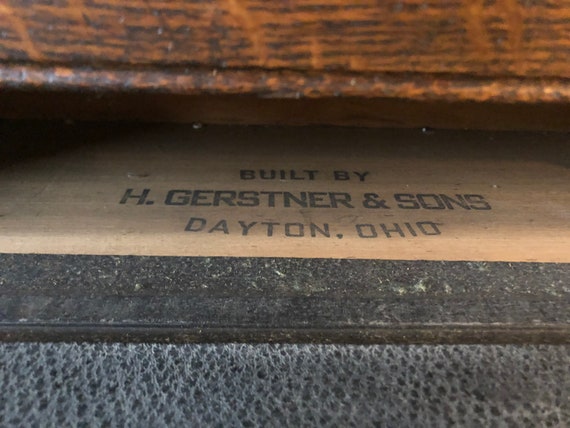 BUILT BY
H. GERSTNER & SONS
DAYTON, OHIO